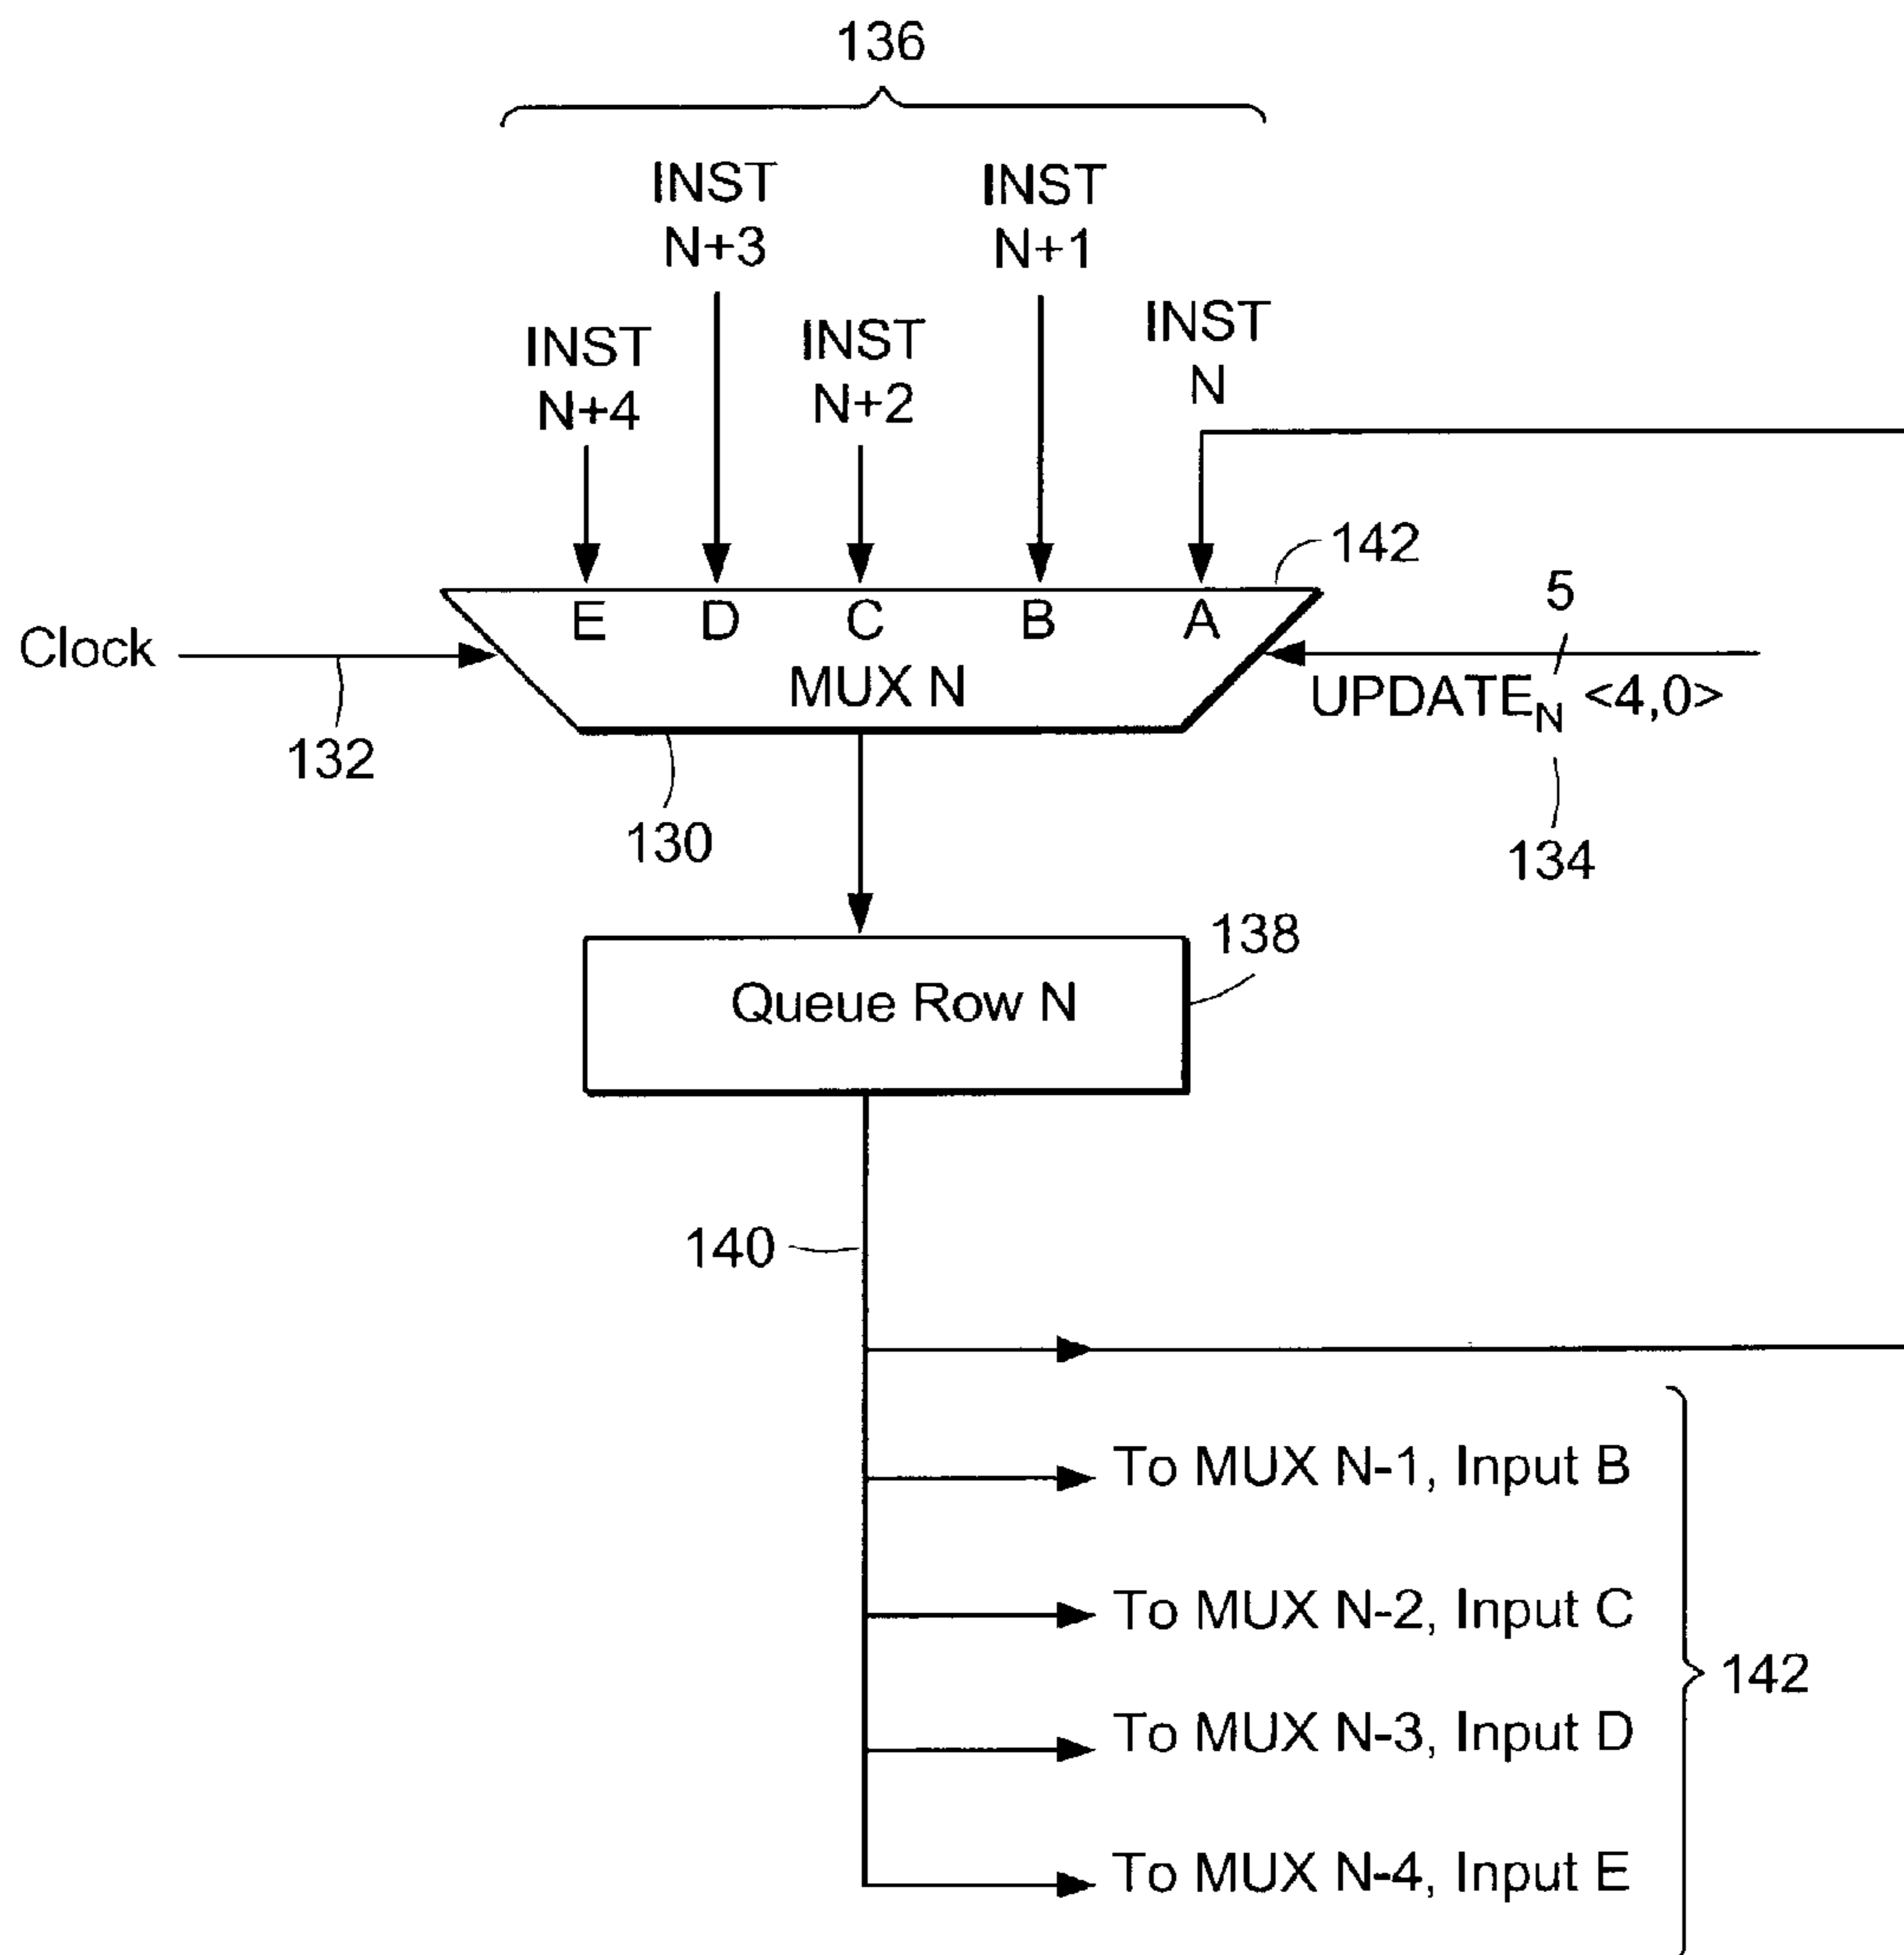 136
INST
N+3
INST
N+1
INST
N+4
INST
N+2
INST
N
142
5
E D C B A
Clock
MUX N
UPDATEN <4,0>
132
130
134
138
Queue Row N
140
To MUX N-1, Input B
To MUX N-2, Input C
142
To MUX N-3, Input D
To MUX N-4, Input E